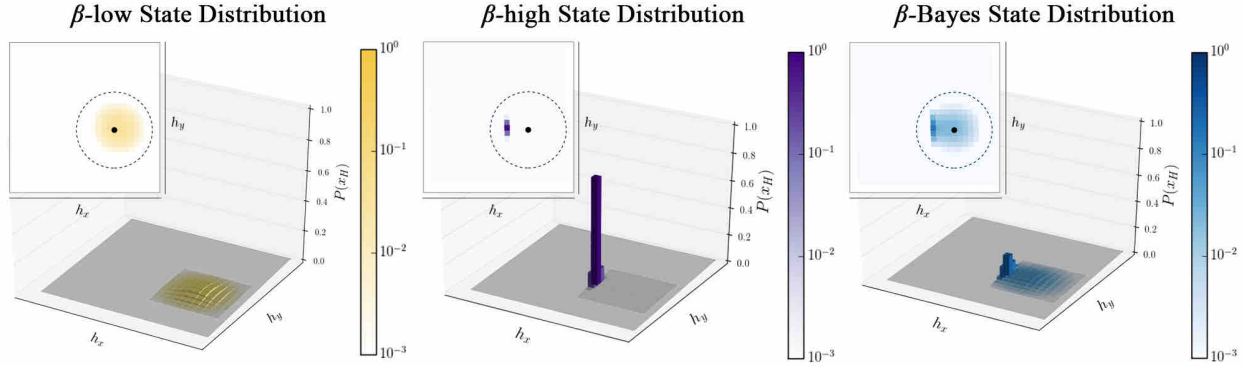 β-low State Distribution
h_y
h_x
10^0
10^-1
10^-2
10^-3
1.0
0.8
0.6
0.4
0.2
0.0
P(x_H)
h_x
h_y
β-high State Distribution
h_y
h_x
10^0
10^-1
10^-2
10^-3
1.0
0.8
0.6
0.4
0.2
0.0
P(x_H)
h_x
h_y
β-Bayes State Distribution
h_y
h_x
10^0
10^-1
10^-2
10^-3
1.0
0.8
0.6
0.4
0.2
0.0
P(x_H)
h_x
h_y